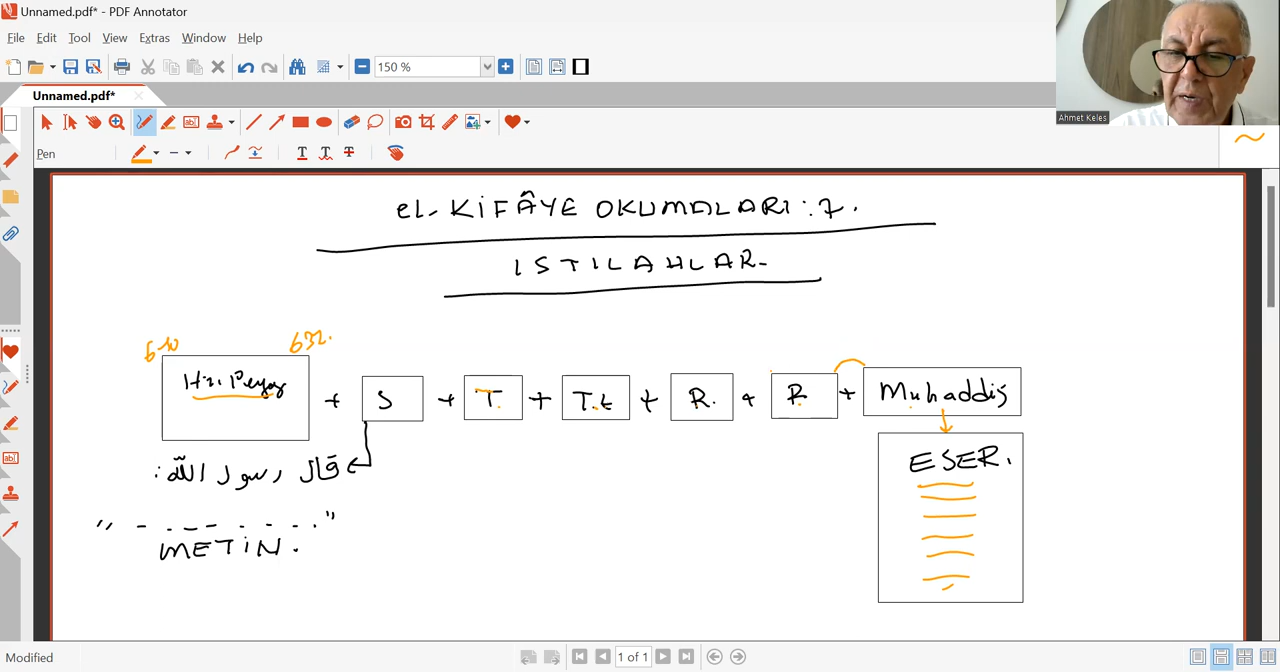 Unnamed.pdf* - PDF Annotator
File Edit Tool View Extras Window Help
150 %
Unnamed.pdf*
Pen
Ahmet Keles
el-KİFÂYE OKUMALARI: 7.
ISTILAHLAR-
610 632.
Hz. Peyg + S + T. + T.t + R. + R + Muhaddis
قال رسول الله :
ESER.
" - . - - - . - . . "
METİN.
Modified
1 of 1